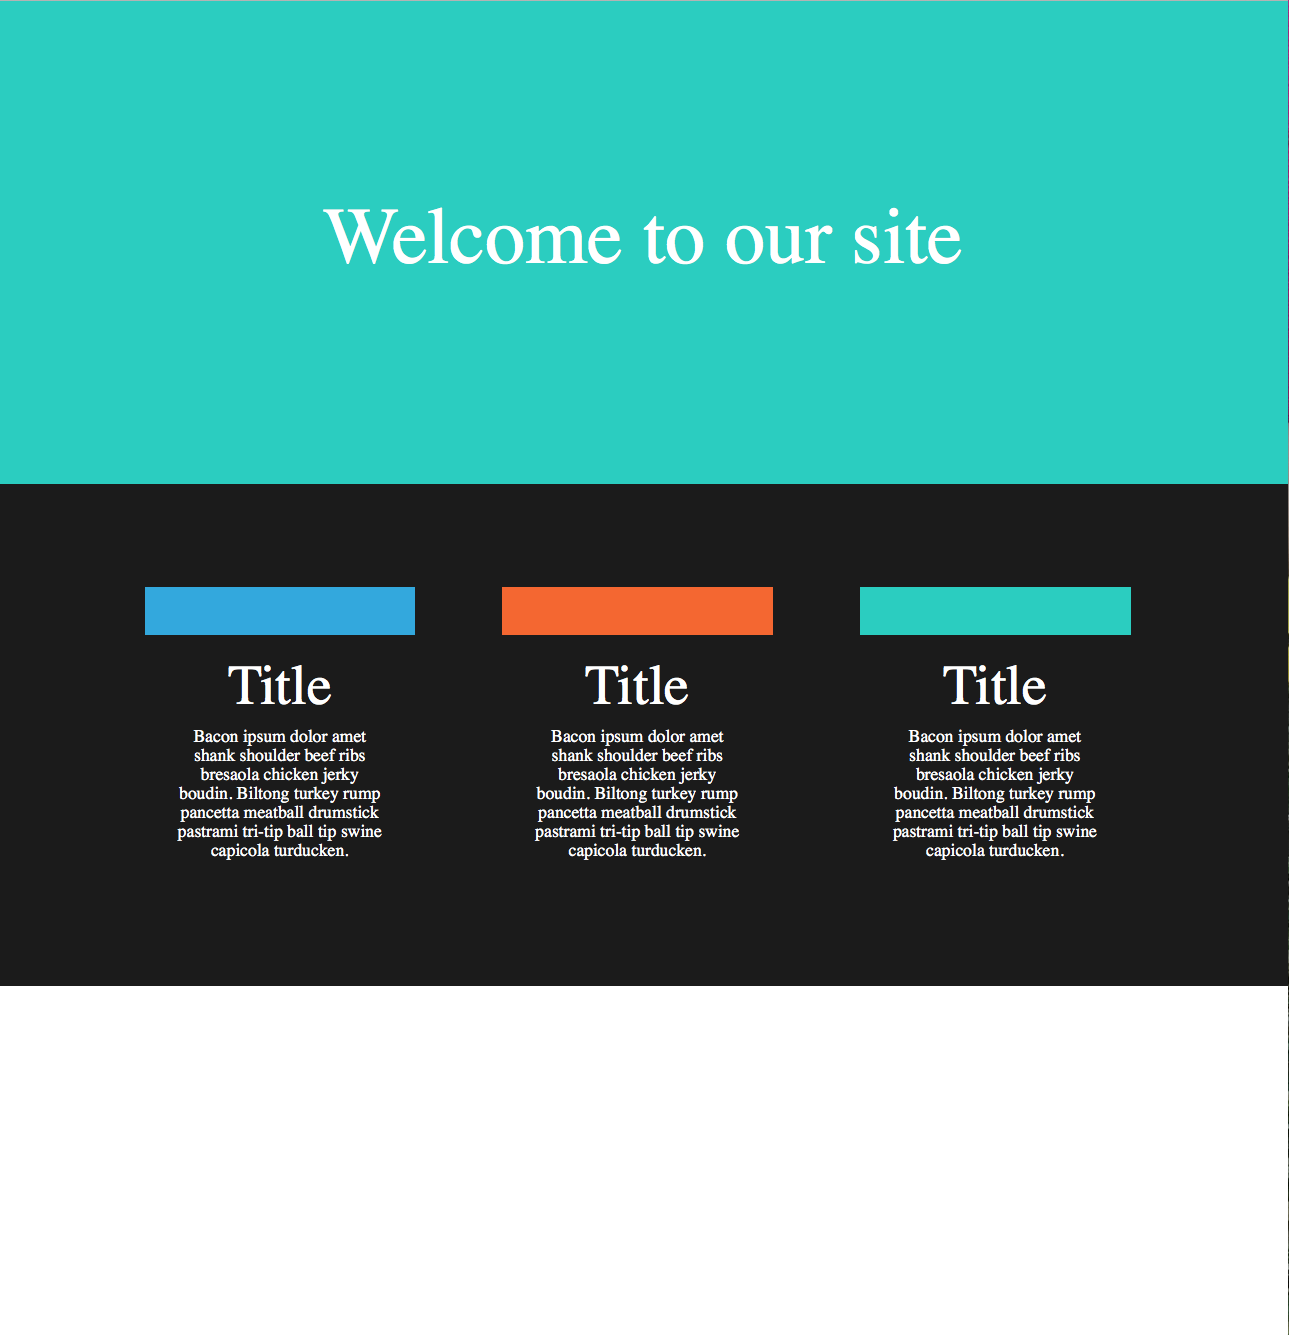 Welcome to our site
Title
Bacon ipsum dolor amet
shank shoulder beef ribs
bresaola chicken jerky
boudin. Biltong turkey rump
pancetta meatball drumstick
pastrami tri-tip ball tip swine
capicola turducken.
Title
Bacon ipsum dolor amet
shank shoulder beef ribs
bresaola chicken jerky
boudin. Biltong turkey rump
pancetta meatball drumstick
pastrami tri-tip ball tip swine
capicola turducken.
Title
Bacon ipsum dolor amet
shank shoulder beef ribs
bresaola chicken jerky
boudin. Biltong turkey rump
pancetta meatball drumstick
pastrami tri-tip ball tip swine
capicola turducken.